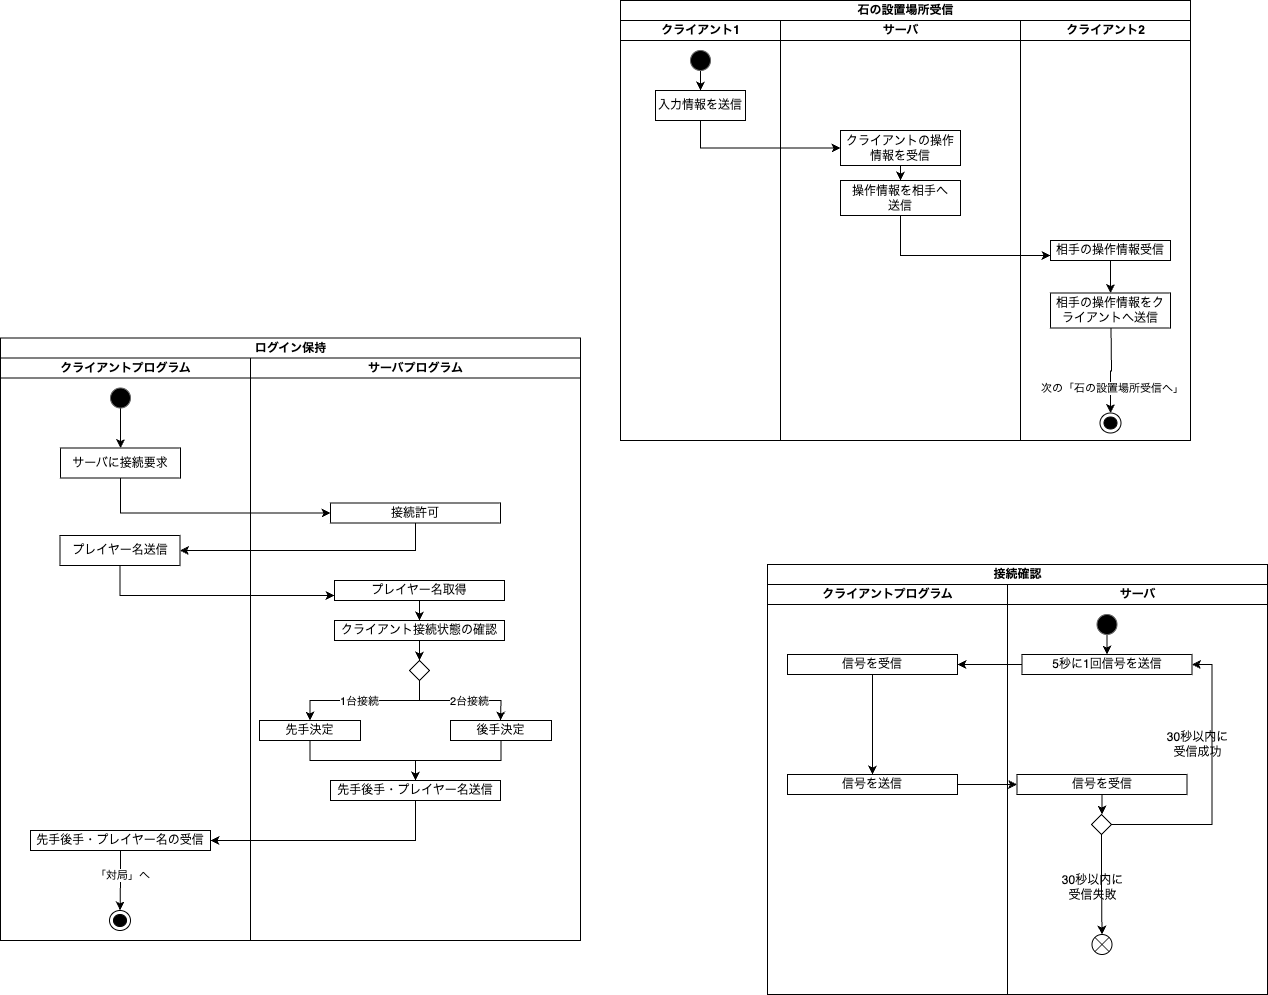 石の設置場所受信
クライアント1
サーバ
クライアント2
入力情報を送信
クライアントの操作
情報を受信
操作情報を相手へ
送信
相手の操作情報受信
相手の操作情報をク
ライアントへ送信
次の「石の設置場所受信へ」
ログイン保持
クライアントプログラム
サーバプログラム
サーバに接続要求
接続許可
プレイヤー名送信
プレイヤー名取得
クライアント接続状態の確認
1台接続
2台接続
先手決定
後手決定
先手後手・プレイヤー名送信
先手後手・プレイヤー名の受信
「対局」へ
接続確認
クライアントプログラム
サーバ
信号を受信
5秒に1回信号を送信
30秒以内に
受信成功
信号を送信
信号を受信
30秒以内に
受信失敗